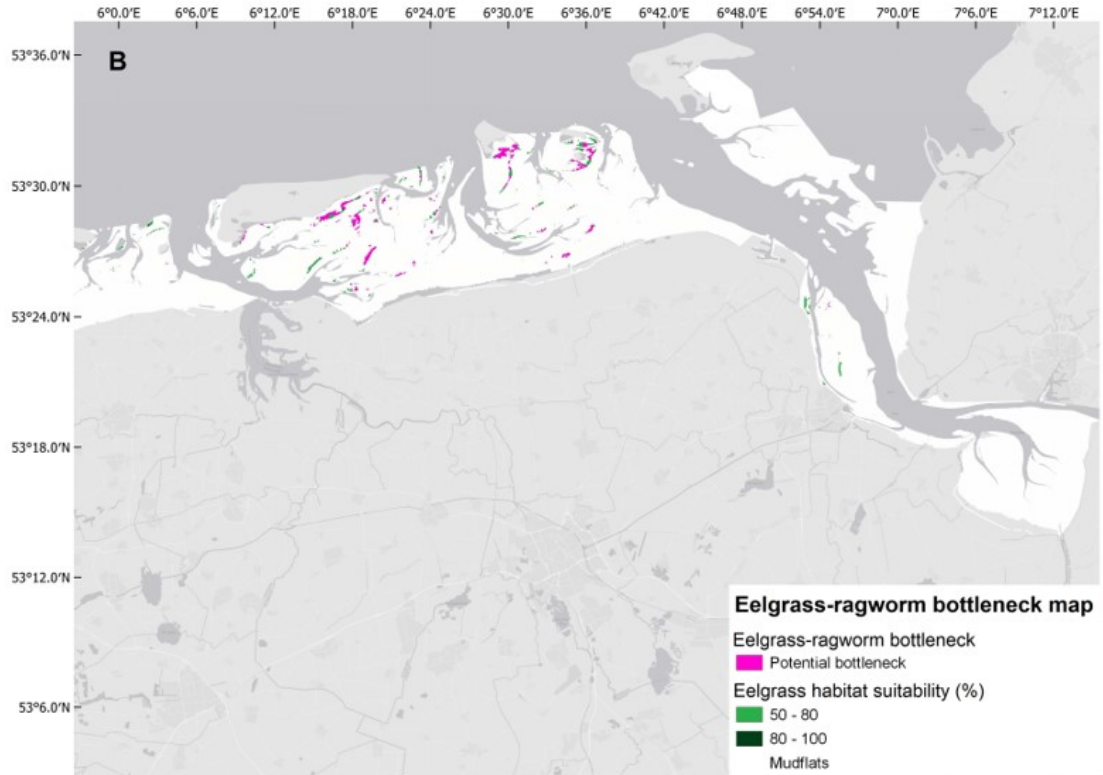 6°0.0'E 6°6.0'E 6°12.0'E 6°18.0'E 6°24.0'E 6°30.0'E 6°36.0'E 6°42.0'E 6°48.0'E 6°54.0'E 7°0.0'E 7°6.0'E 7°12.0'E
53°36.0'N
B
53°30.0'N
53°24.0'N
53°18.0'N
53°12.0'N
53°6.0'N
Eelgrass-ragworm bottleneck map
Eelgrass-ragworm bottleneck
Potential bottleneck
Eelgrass habitat suitability (%)
50 - 80
80 - 100
Mudflats